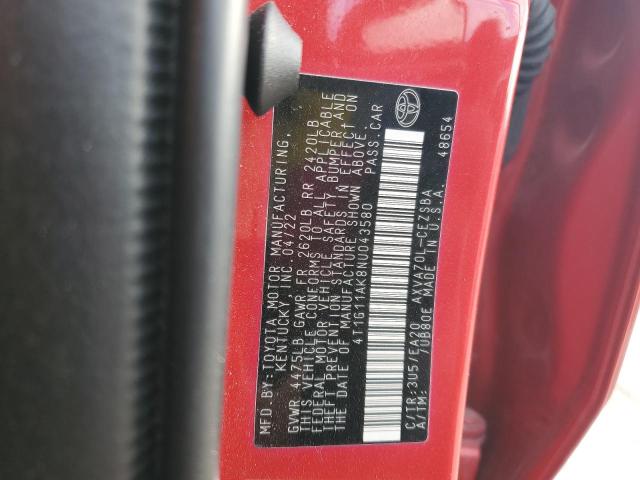 MFD.BY:TOYOTA MOTOR MANUFACTURING,
KENTUCKY, INC. 04/22
GVWR 4475LB GAWR FR 2620LB RR 2420LB
THIS VEHICLE CONFORMS TO ALL APPLICABLE
FEDERAL MOTOR VEHICLE SAFETY, BUMPER AND
THEFT PREVENTION STANDARDS IN EFFECT ON
THE DATE OF MANUFACTURE SHOWN ABOVE.
4T1G11AK8NU043580 PASS.CAR
C/TR:3U5/EA20 AXVA70L-CEZSBA
A/TM: /UB80E MADE IN U.S.A.
48654